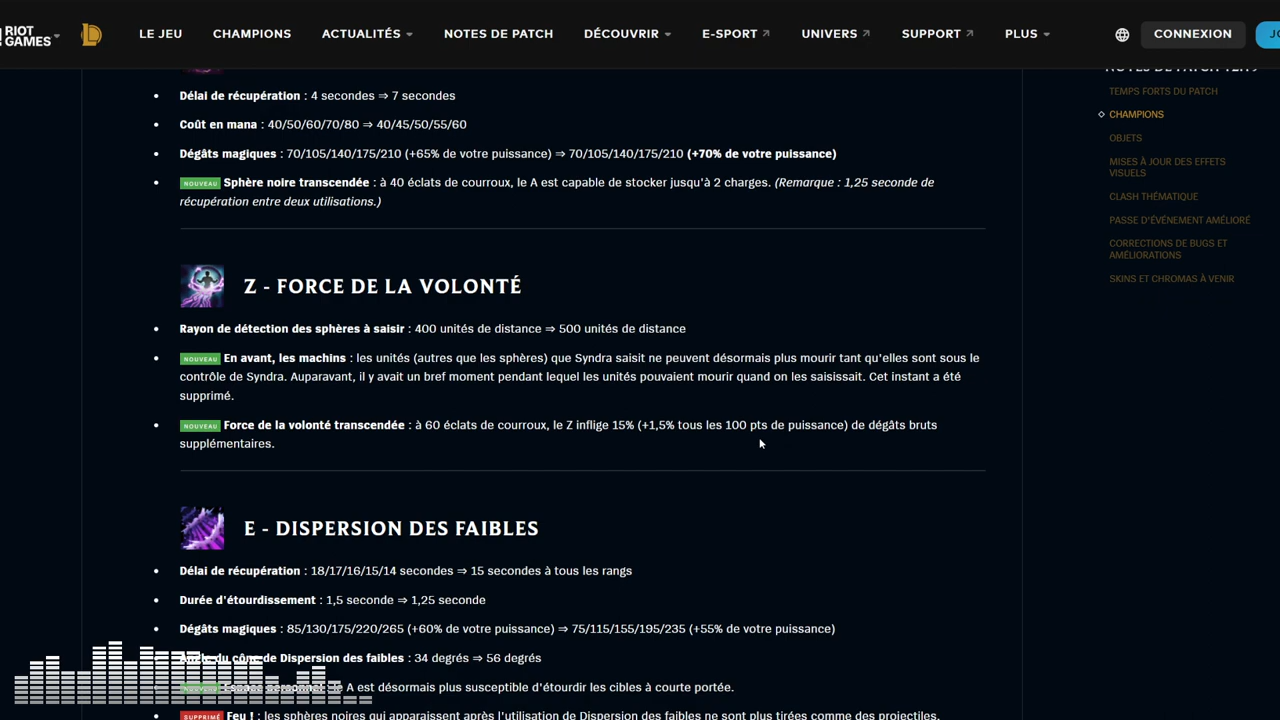 RIOT GAMES LE JEU CHAMPIONS ACTUALITÉS NOTES DE PATCH DÉCOUVRIR E-SPORT UNIVERS SUPPORT PLUS CONNEXION
TEMPS FORTS DU PATCH
CHAMPIONS
OBJETS
MISES À JOUR DES EFFETS
VISUELS
CLASH THÉMATIQUE
PASSE D'ÉVÉNEMENT AMÉLIORÉ
CORRECTIONS DE BUGS ET
AMÉLIORATIONS
SKINS ET CHROMAS À VENIR
• Délai de récupération : 4 secondes ⇒ 7 secondes
• Coût en mana : 40/50/60/70/80 ⇒ 40/45/50/55/60
• Dégâts magiques : 70/105/140/175/210 (+65% de votre puissance) ⇒ 70/105/140/175/210 (+70% de votre puissance)
• NOUVEAU Sphère noire transcendée : à 40 éclats de courroux, le A est capable de stocker jusqu'à 2 charges. (Remarque : 1,25 seconde de
récupération entre deux utilisations.)
Z - FORCE DE LA VOLONTÉ
• Rayon de détection des sphères à saisir : 400 unités de distance ⇒ 500 unités de distance
• NOUVEAU En avant, les machins : les unités (autres que les sphères) que Syndra saisit ne peuvent désormais plus mourir tant qu'elles sont sous le
contrôle de Syndra. Auparavant, il y avait un bref moment pendant lequel les unités pouvaient mourir quand on les saisissait. Cet instant a été
supprimé.
• NOUVEAU Force de la volonté transcendée : à 60 éclats de courroux, le Z inflige 15% (+1,5% tous les 100 pts de puissance) de dégâts bruts
supplémentaires.
E - DISPERSION DES FAIBLES
• Délai de récupération : 18/17/16/15/14 secondes ⇒ 15 secondes à tous les rangs
• Durée d'étourdissement : 1,5 seconde ⇒ 1,25 seconde
• Dégâts magiques : 85/130/175/220/265 (+60% de votre puissance) ⇒ 75/115/155/195/235 (+55% de votre puissance)
Angle du cône de Dispersion des faibles : 34 degrés ⇒ 56 degrés
Espace personnel : le A est désormais plus susceptible d'étourdir les cibles à courte portée.
SUPPRIMÉ Feu ! : les sphères noires qui apparaissent après l'utilisation de Dispersion des faibles ne sont plus tirées comme des projectiles.